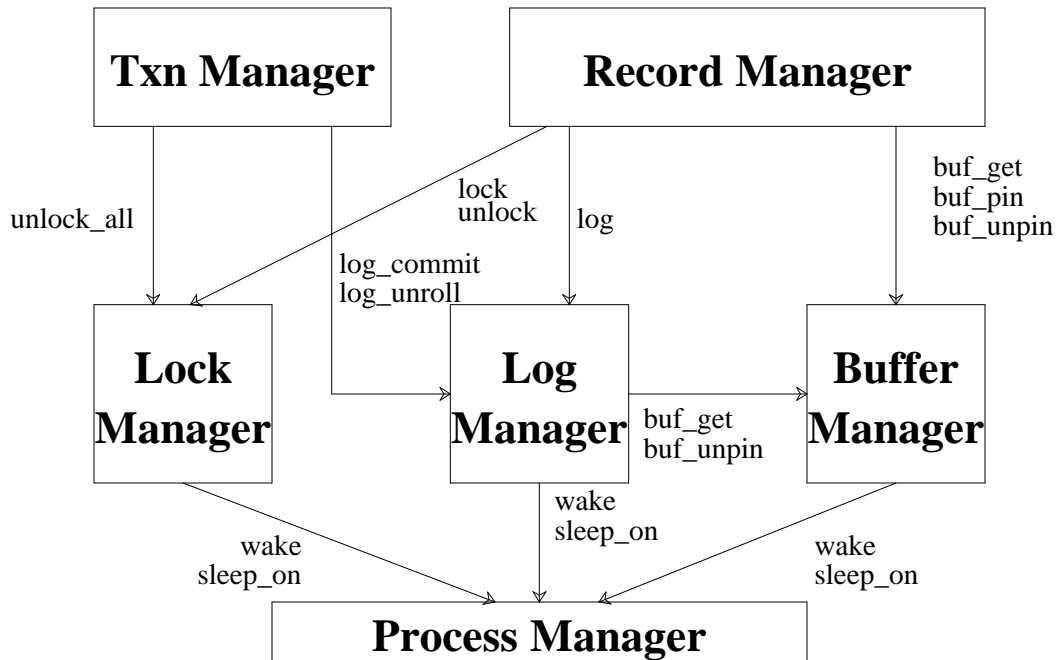 Txn Manager
Record Manager
unlock_all
lock
unlock
log
buf_get
buf_pin
buf_unpin
log_commit
log_unroll
Lock
Manager
Log
Manager
Buffer
Manager
buf_get
buf_unpin
wake
sleep_on
wake
sleep_on
wake
sleep_on
Process Manager